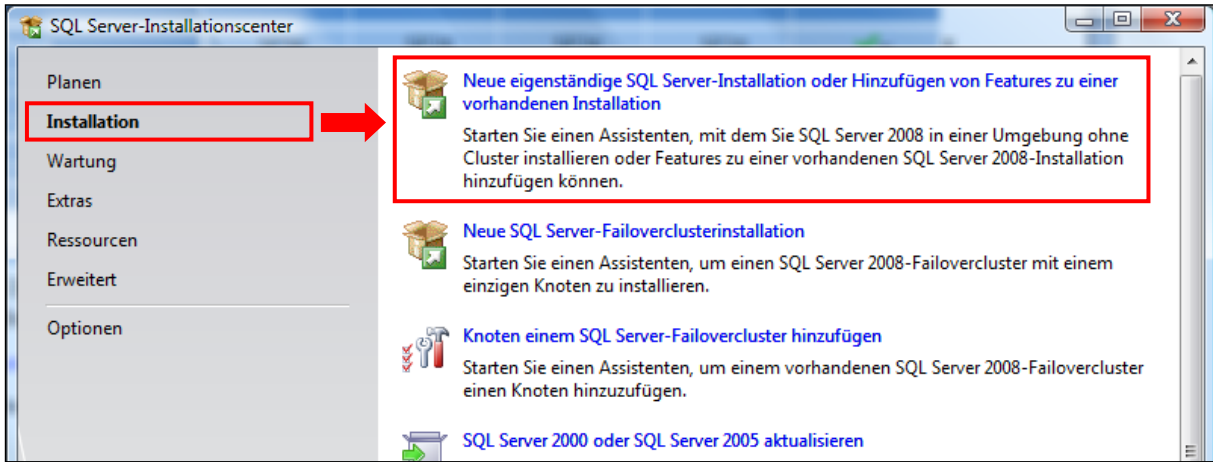 SQL Server-Installationscenter
Planen
Installation
Wartung
Extras
Ressourcen
Erweitert
Optionen
Neue eigenständige SQL Server-Installation oder Hinzufügen von Features zu einer
vorhandenen Installation
Starten Sie einen Assistenten, mit dem Sie SQL Server 2008 in einer Umgebung ohne
Cluster installieren oder Features zu einer vorhandenen SQL Server 2008-Installation
hinzufügen können.
Neue SQL Server-Failoverclusterinstallation
Starten Sie einen Assistenten, um einen SQL Server 2008-Failovercluster mit einem
einzigen Knoten zu installieren.
Knoten einem SQL Server-Failovercluster hinzufügen
Starten Sie einen Assistenten, um einem vorhandenen SQL Server 2008-Failovercluster
einen Knoten hinzuzufügen.
SQL Server 2000 oder SQL Server 2005 aktualisieren